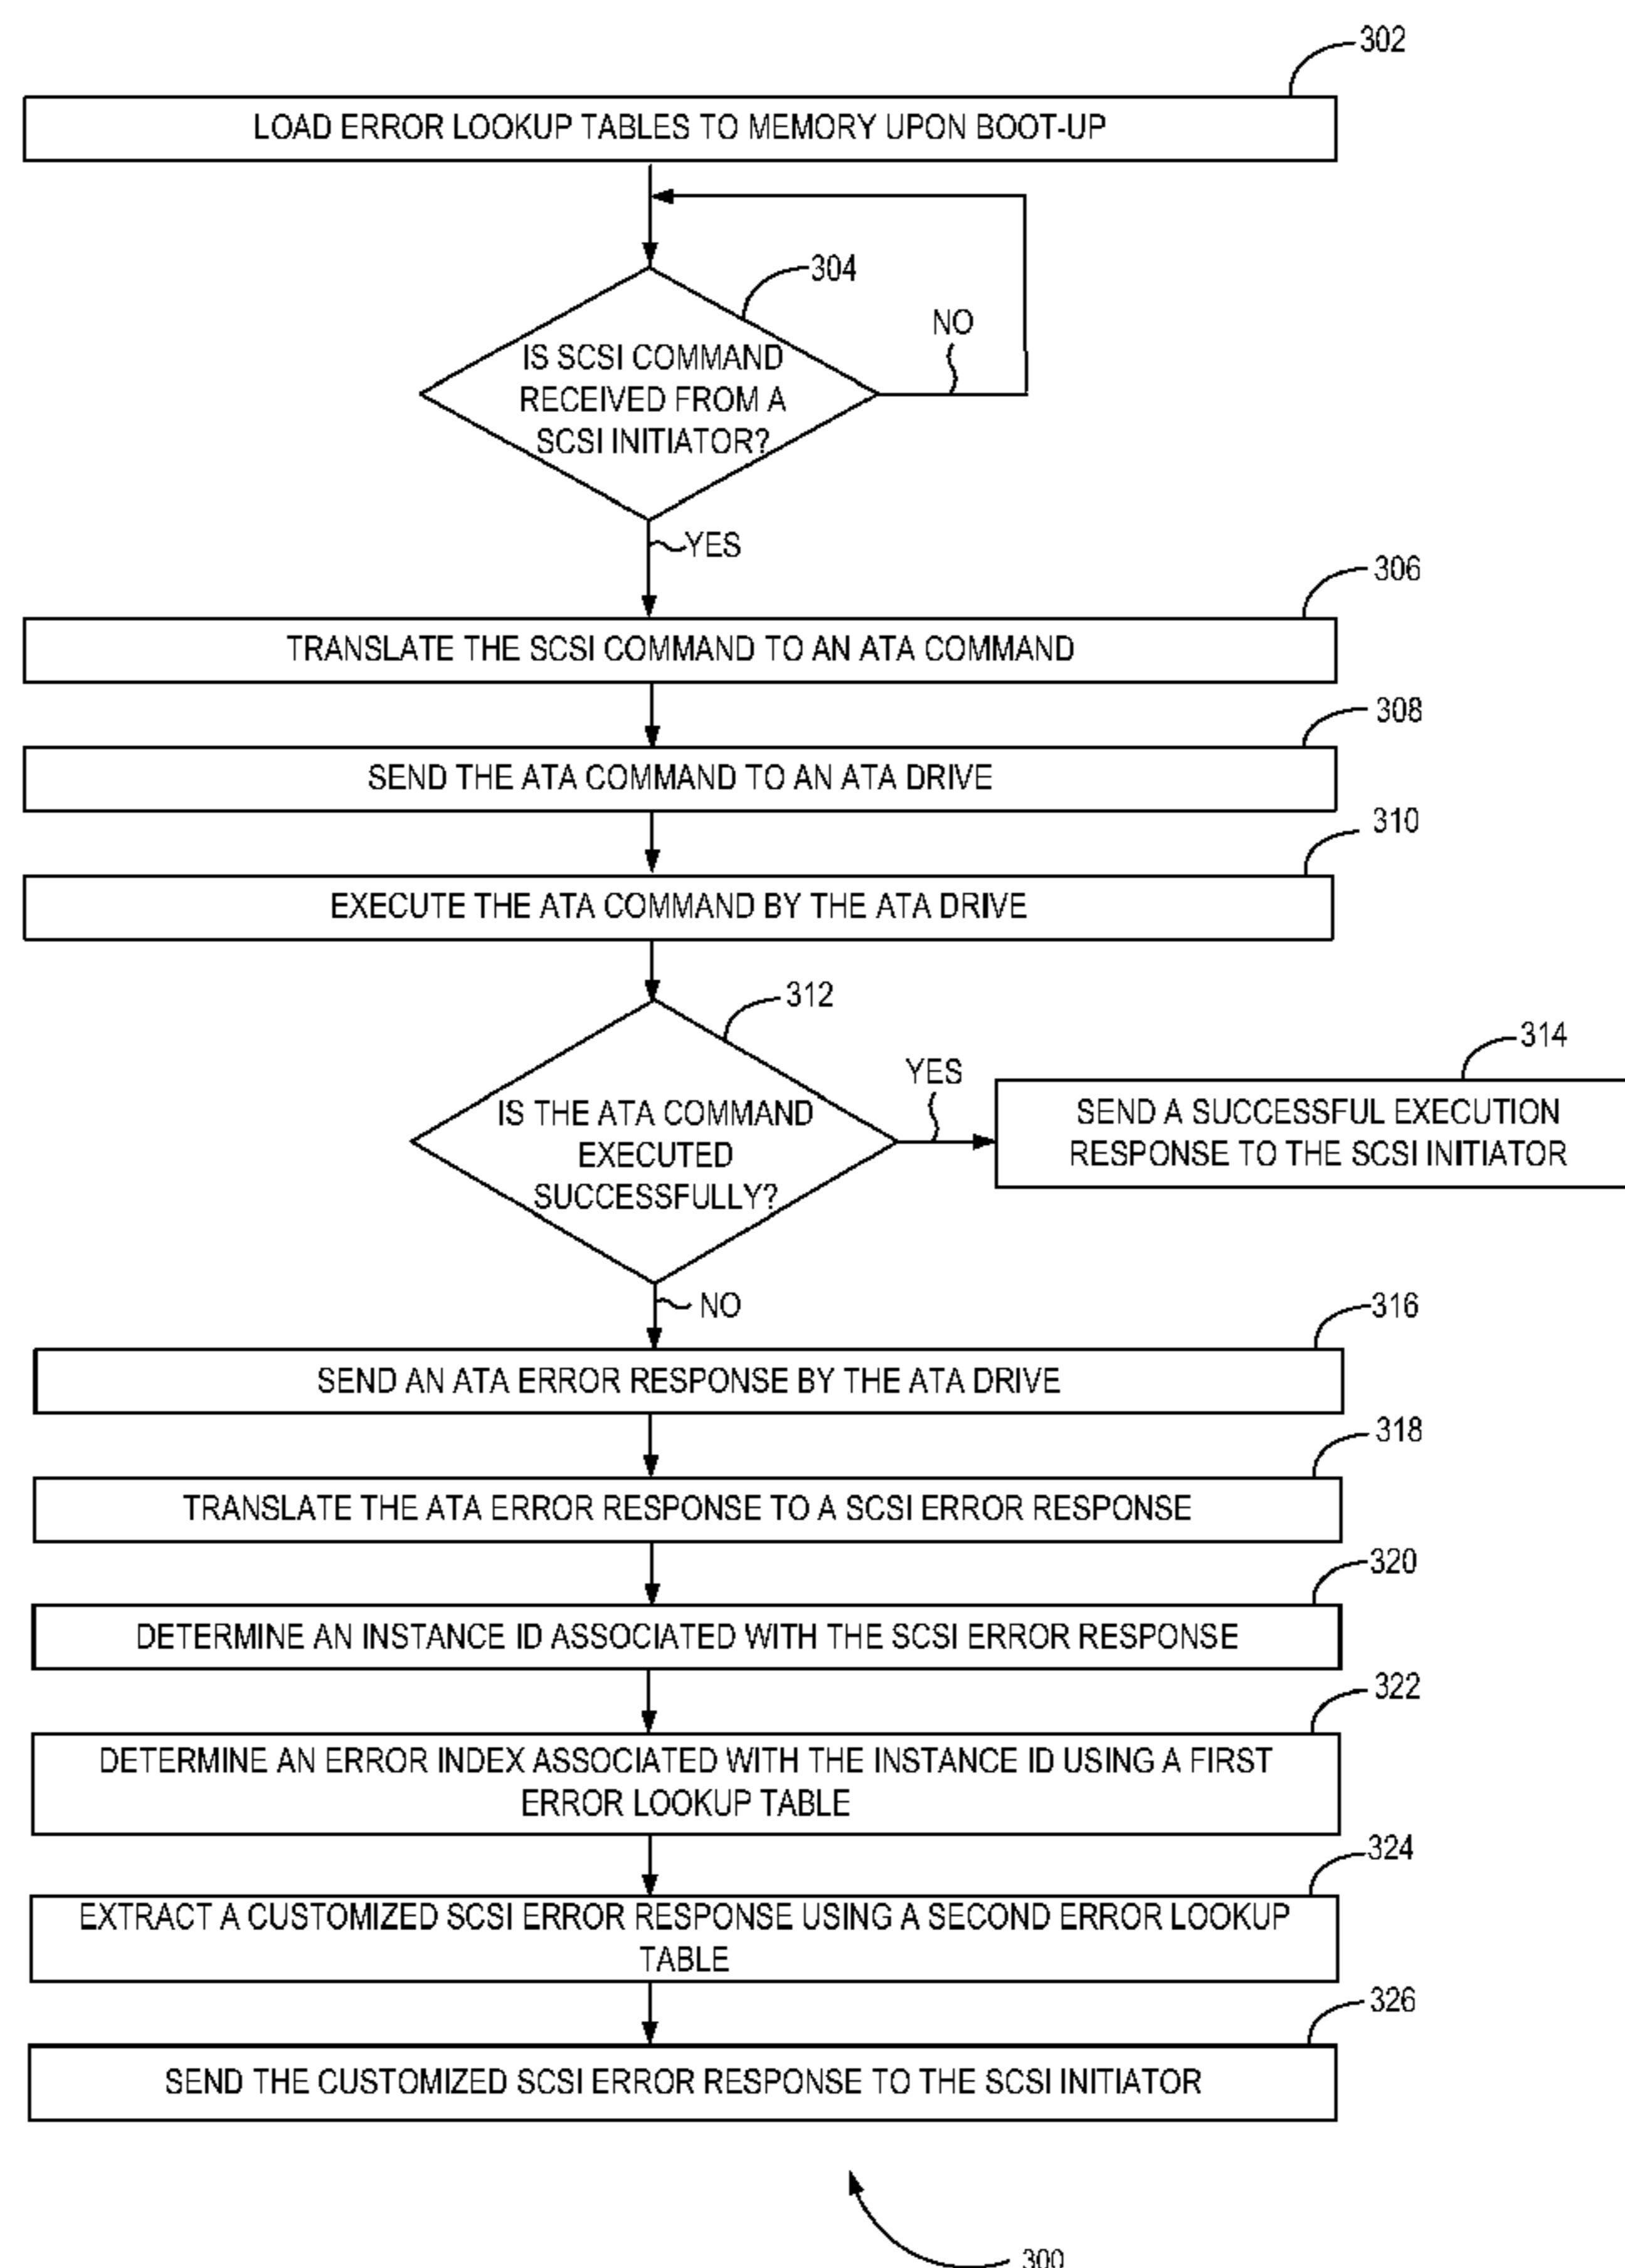 302
LOAD ERROR LOOKUP TABLES TO MEMORY UPON BOOT-UP
304
NO
IS SCSI COMMAND
RECEIVED FROM A
SCSI INITIATOR?
YES
306
TRANSLATE THE SCSI COMMAND TO AN ATA COMMAND
308
SEND THE ATA COMMAND TO AN ATA DRIVE
310
EXECUTE THE ATA COMMAND BY THE ATA DRIVE
312
314
YES
IS THE ATA COMMAND
EXECUTED
SUCCESSFULLY?
SEND A SUCCESSFUL EXECUTION
RESPONSE TO THE SCSI INITIATOR
NO
316
SEND AN ATA ERROR RESPONSE BY THE ATA DRIVE
318
TRANSLATE THE ATA ERROR RESPONSE TO A SCSI ERROR RESPONSE
320
DETERMINE AN INSTANCE ID ASSOCIATED WITH THE SCSI ERROR RESPONSE
322
DETERMINE AN ERROR INDEX ASSOCIATED WITH THE INSTANCE ID USING A FIRST
ERROR LOOKUP TABLE
324
EXTRACT A CUSTOMIZED SCSI ERROR RESPONSE USING A SECOND ERROR LOOKUP
TABLE
326
SEND THE CUSTOMIZED SCSI ERROR RESPONSE TO THE SCSI INITIATOR
300